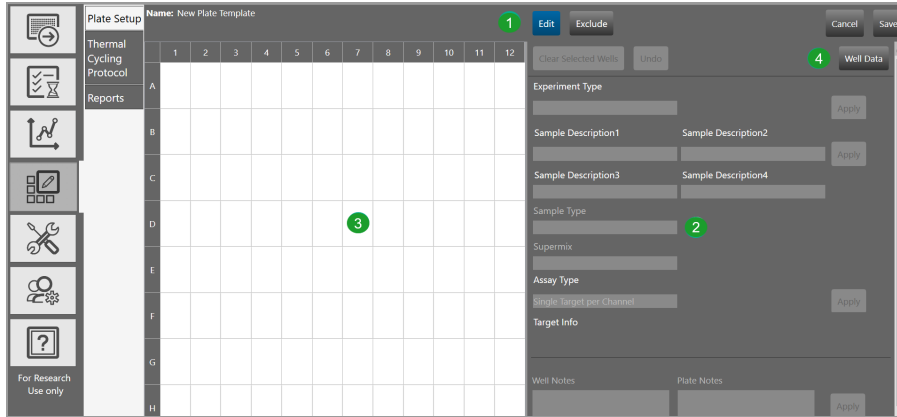 Plate Setup
Thermal
Cycling
Protocol
Reports
For Research
Use only
Name: New Plate Template
1 2 3 4 5 6 7 8 9 10 11 12
A
B
C
D
E
F
G
H
3
1
Edit Exclude Cancel Save
Clear Selected Wells Undo 4 Well Data
Experiment Type
Apply
Sample Description1 Sample Description2
Apply
Sample Description3 Sample Description4
Sample Type
2
Supermix
Assay Type
Single Target per Channel Apply
Target Info
Well Notes Plate Notes
Apply